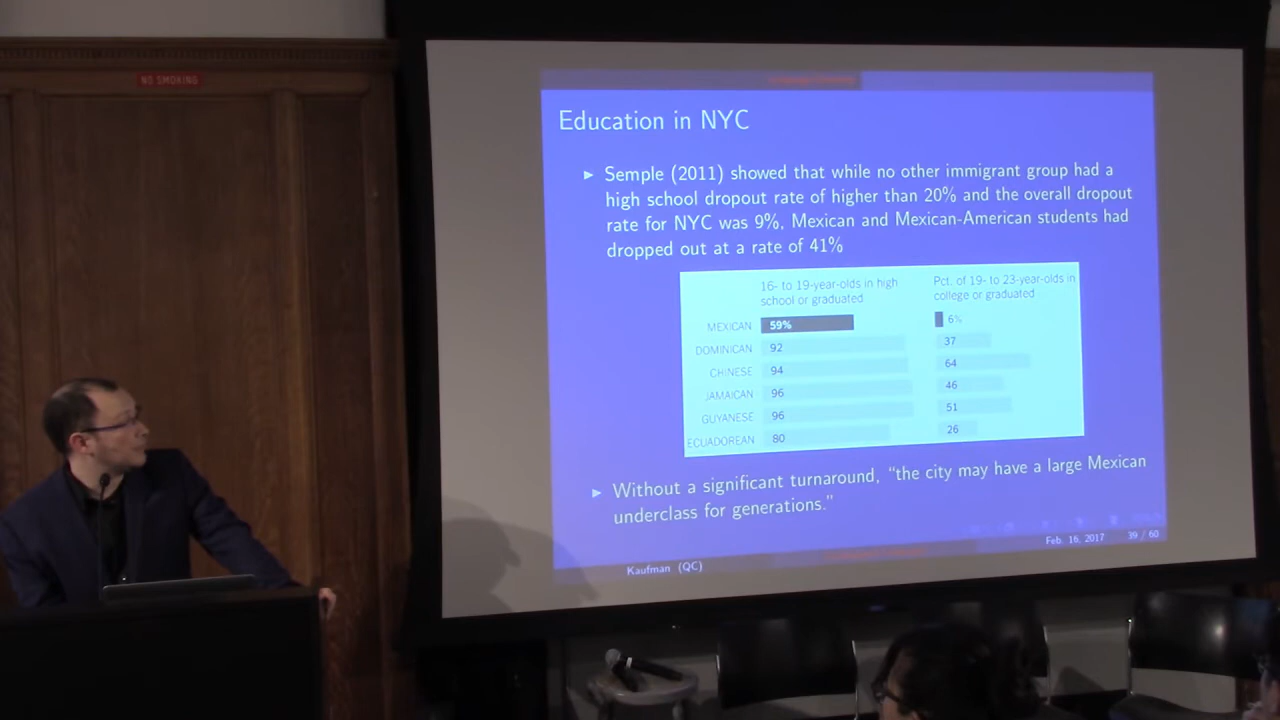 NO SMOKING
Education in NYC
▶ Semple (2011) showed that while no other immigrant group had a
high school dropout rate of higher than 20% and the overall dropout
rate for NYC was 9%, Mexican and Mexican-American students had
dropped out at a rate of 41%
16- to 19-year-olds in high
school or graduated
Pct. of 19- to 23-year-olds in
college or graduated
MEXICAN 59% 6%
DOMINICAN 92 37
CHINESE 94 64
JAMAICAN 96 46
GUYANESE 96 51
ECUADOREAN 80 26
▶ Without a significant turnaround, “the city may have a large Mexican
underclass for generations.”
Kaufman (QC)
Feb. 16, 2017 39 / 60